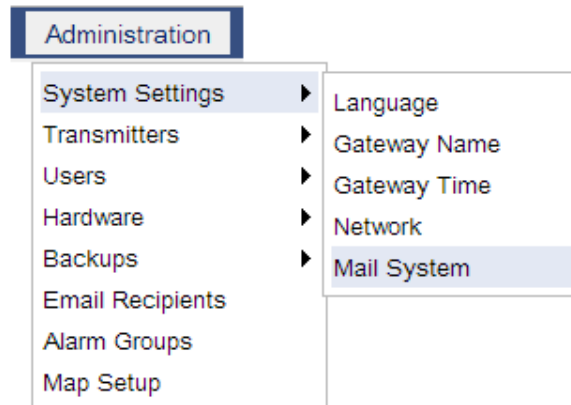 Administration
System Settings
Transmitters
Users
Hardware
Backups
Email Recipients
Alarm Groups
Map Setup
Language
Gateway Name
Gateway Time
Network
Mail System